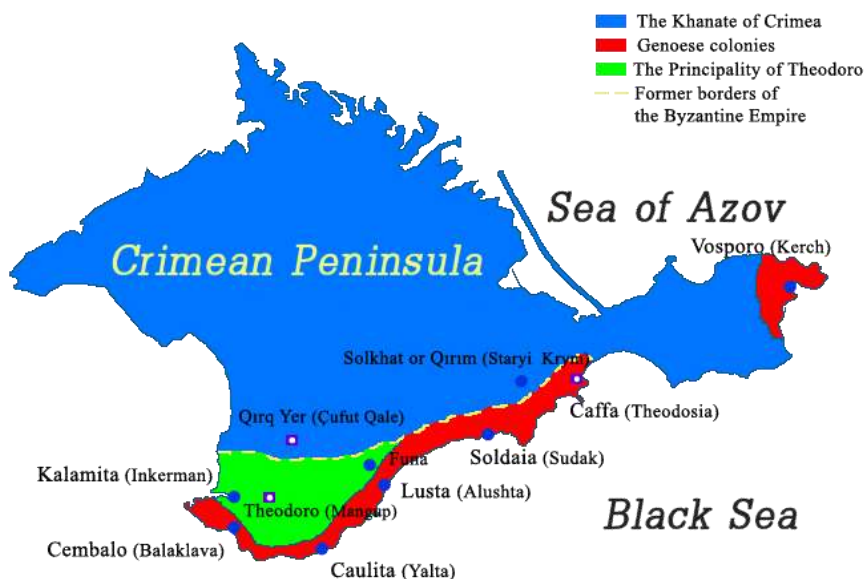 The Khanate of Crimea
Genoese colonies
The Principality of Theodoro
Former borders of
the Byzantine Empire
Sea of Azov
Vosporo (Kerch)
Crimean Peninsula
Solkhat or Qırım (Staryi Krym)
Caffa (Theodosia)
Qırq Yer (Çufut Qale)
Soldaia (Sudak)
Funa
Kalamita (Inkerman)
Lusta (Alushta)
Theodoro (Mangup)
Black Sea
Cembalo (Balaklava)
Caulita (Yalta)